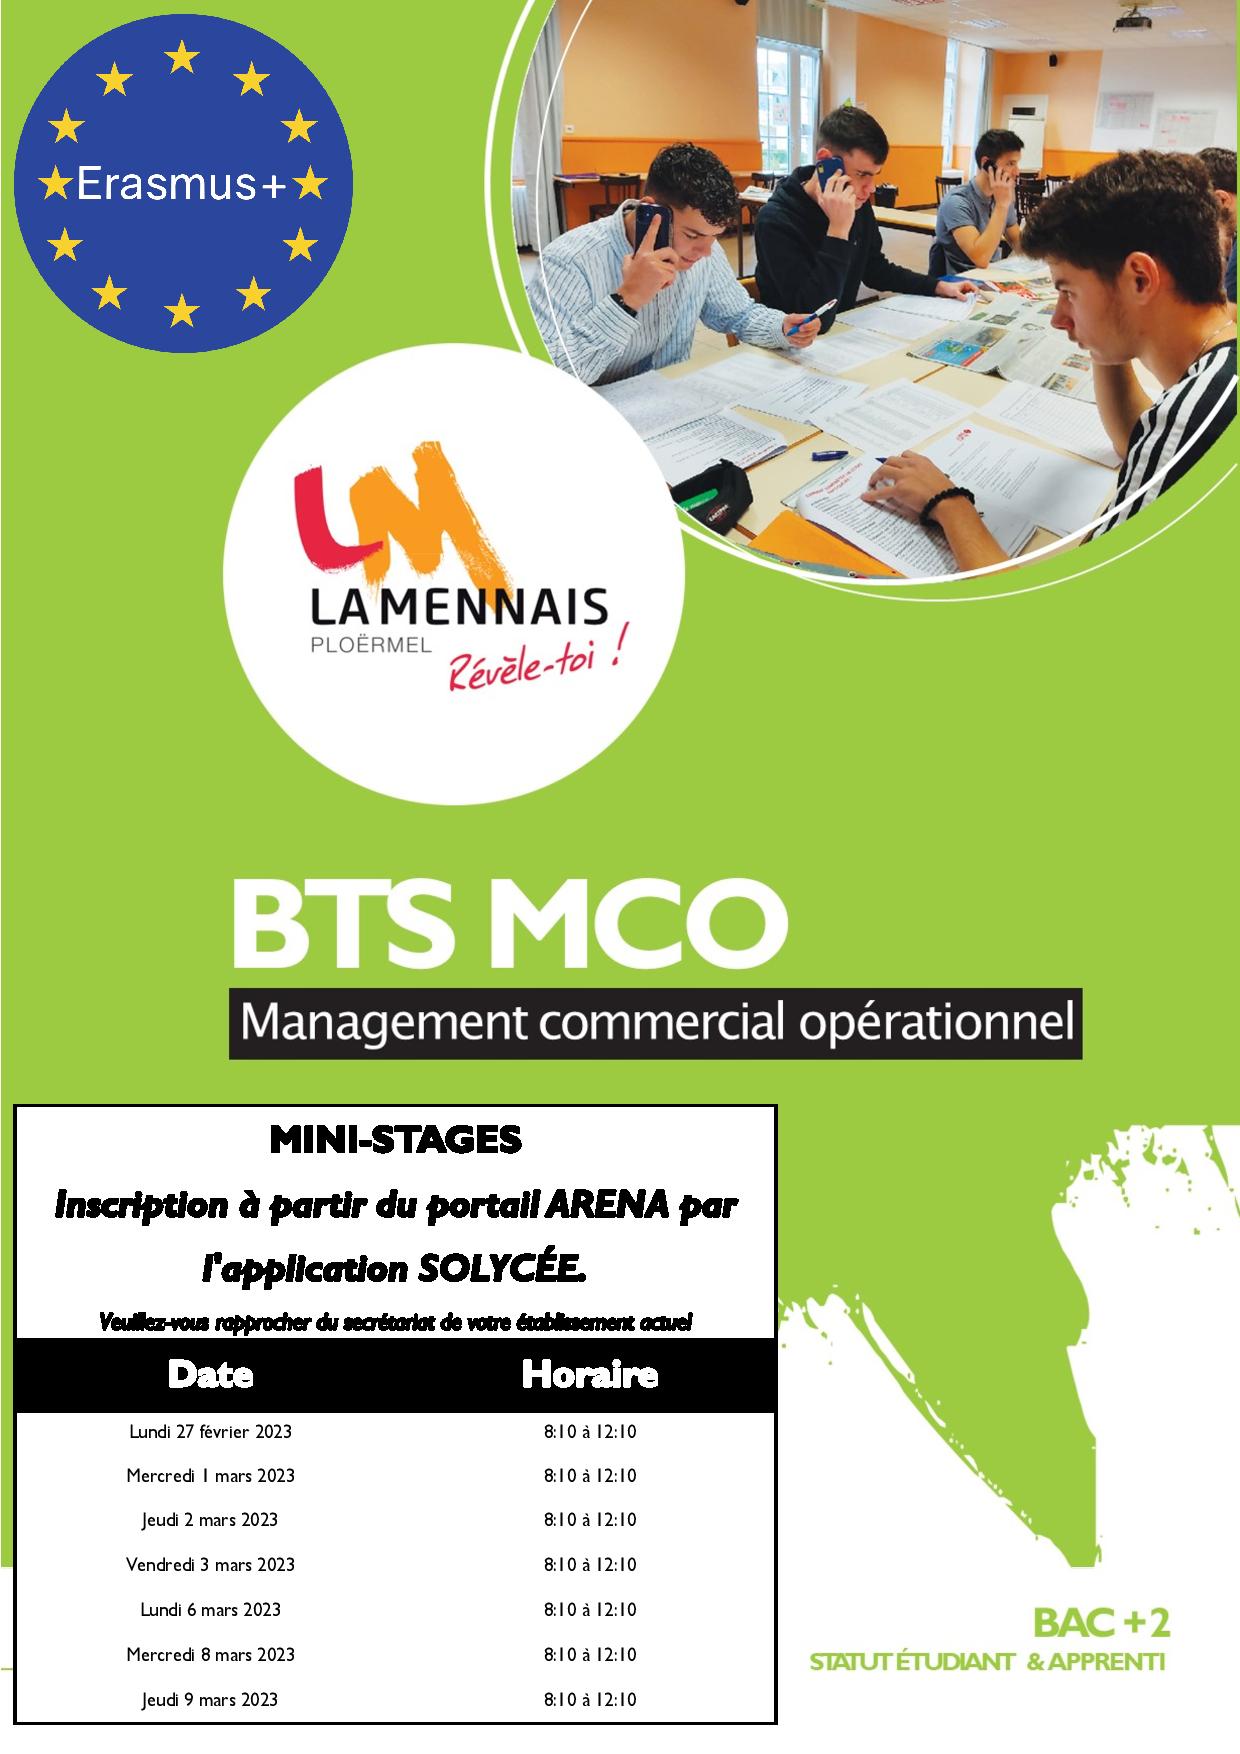 Erasmus+
LAMENNAIS
PLOËRMEL
Révèle-toi !
BTS MCO
Management commercial opérationnel
MINI-STAGES
Inscription à partir du portail ARENA par
l'application SOLYCÉE.
Veuillez-vous rapprocher du secrétariat de votre établissement actuel
Date Horaire
Lundi 27 février 2023 8:10 à 12:10
Mercredi 1 mars 2023 8:10 à 12:10
Jeudi 2 mars 2023 8:10 à 12:10
Vendredi 3 mars 2023 8:10 à 12:10
Lundi 6 mars 2023 8:10 à 12:10
Mercredi 8 mars 2023 8:10 à 12:10
Jeudi 9 mars 2023 8:10 à 12:10
BAC +2
STATUT ÉTUDIANT & APPRENTI